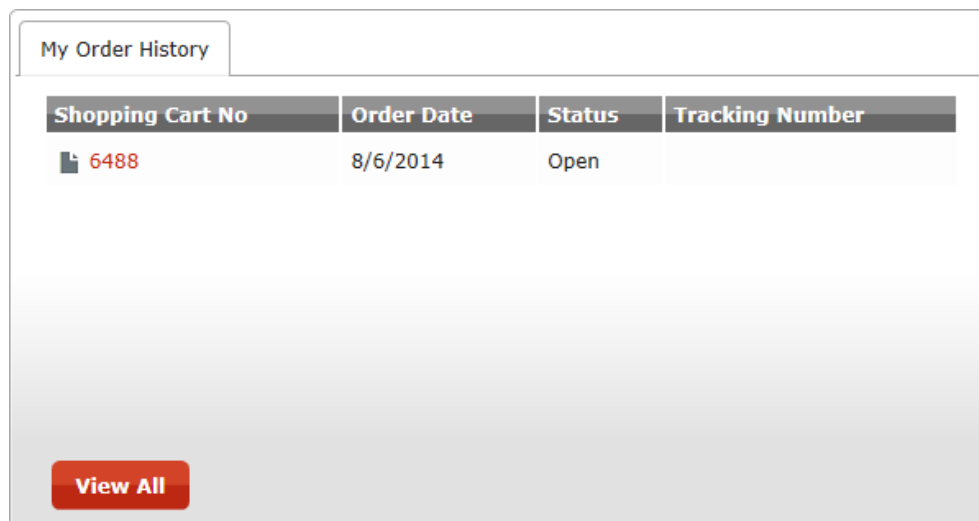 My Order History
Shopping Cart No Order Date Status Tracking Number
6488 8/6/2014 Open
View All